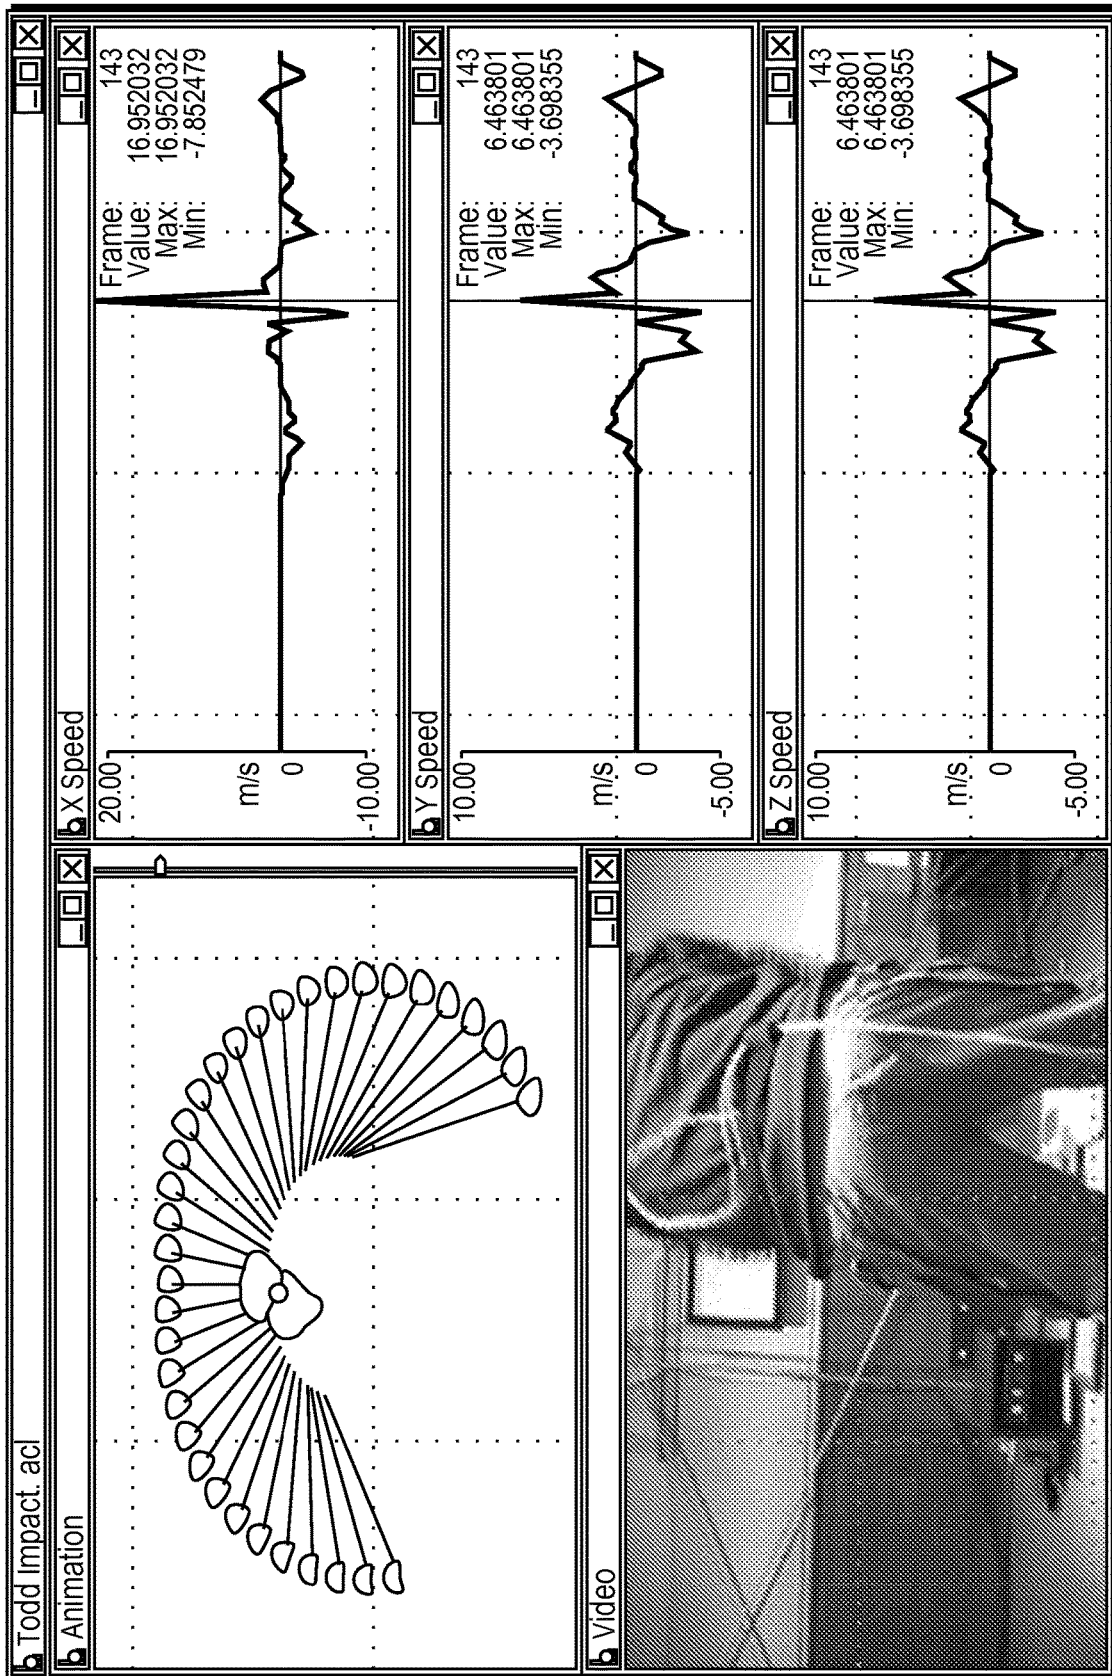 Todd Impact. acl
Animation
Video
X Speed
20.00
m/s
0
-10.00
Frame: 143
Value: 16.952032
Max: 16.952032
Min: -7.852479
Y Speed
10.00
m/s
0
-5.00
Frame: 143
Value: 6.463801
Max: 6.463801
Min: -3.698355
Z Speed
10.00
m/s
0
-5.00
Frame: 143
Value: 6.463801
Max: 6.463801
Min: -3.698355